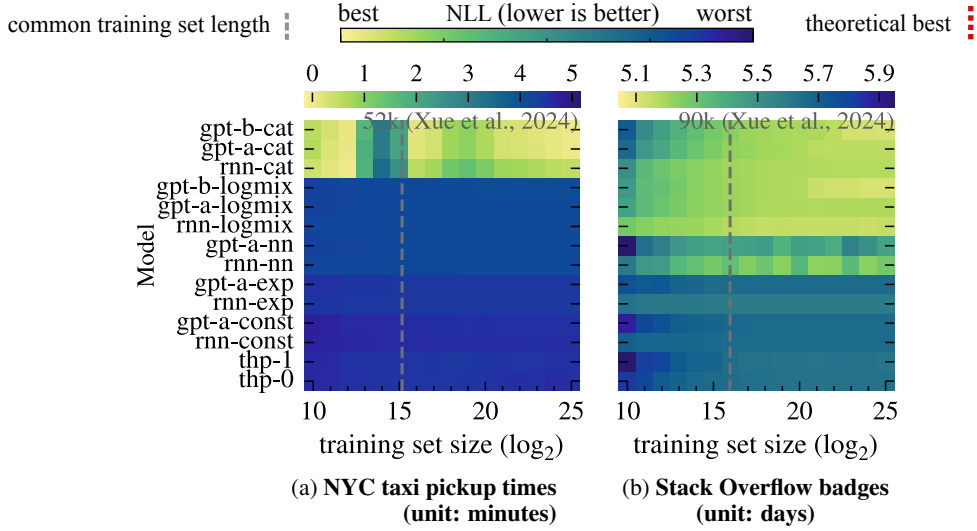 best NLL (lower is better) worst
common training set length theoretical best
0 1 2 3 4 5 5.1 5.3 5.5 5.7 5.9
52k (Xue et al., 2024) 90k (Xue et al., 2024)
Model
gpt-b-cat
gpt-a-cat
rnn-cat
gpt-b-logmix
gpt-a-logmix
rnn-logmix
gpt-a-nn
rnn-nn
gpt-a-exp
rnn-exp
gpt-a-const
rnn-const
thp-1
thp-0
10 15 20 25 10 15 20 25
training set size (log2) training set size (log2)
(a) NYC taxi pickup times (b) Stack Overflow badges
(unit: minutes) (unit: days)